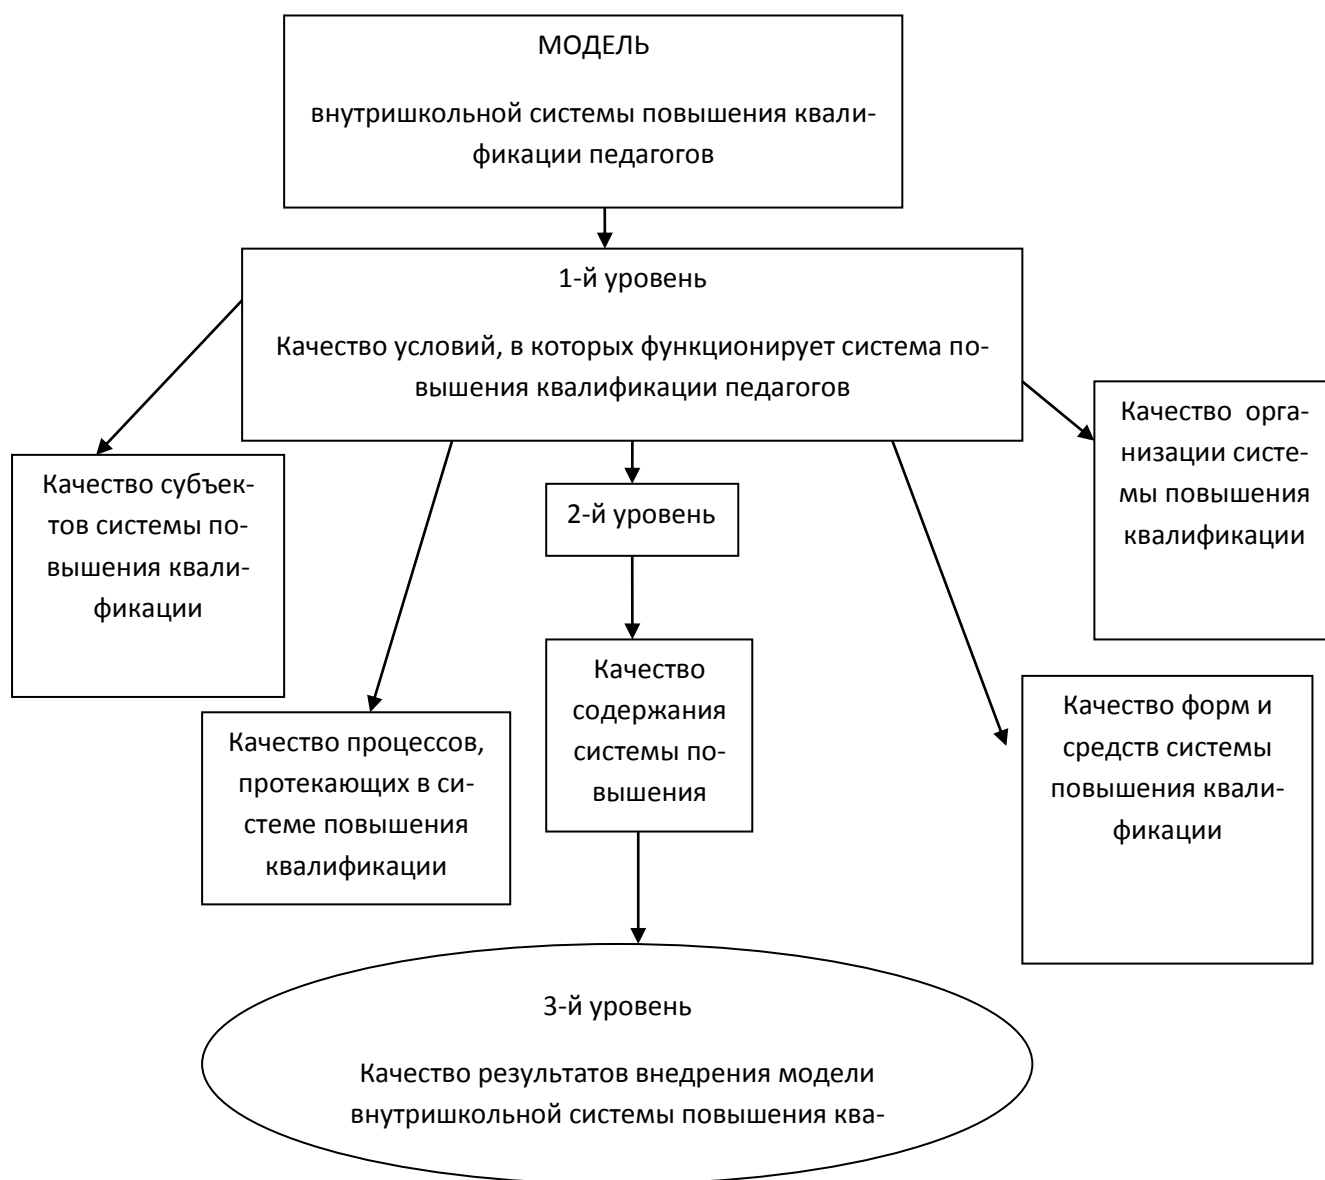 МОДЕЛЬ
внутришкольной системы повышения квали-
фикации педагогов
1-й уровень
Качество условий, в которых функционирует система по-
вышения квалификации педагогов
Качество субъек-
тов системы по-
вышения квали-
фикации
Качество процессов,
протекающих в си-
стеме повышения
квалификации
2-й уровень
Качество
содержания
системы по-
вышения
Качество форм и
средств системы
повышения квали-
фикации
Качество орга-
низации систе-
мы повышения
квалификации
3-й уровень
Качество результатов внедрения модели
внутришкольной системы повышения ква-